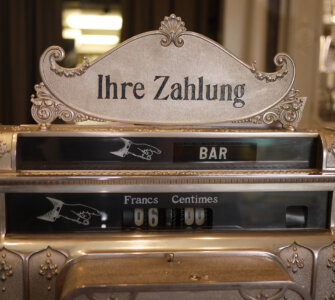 Ihre Zahlung
BAR
Francs Centimes
06 00